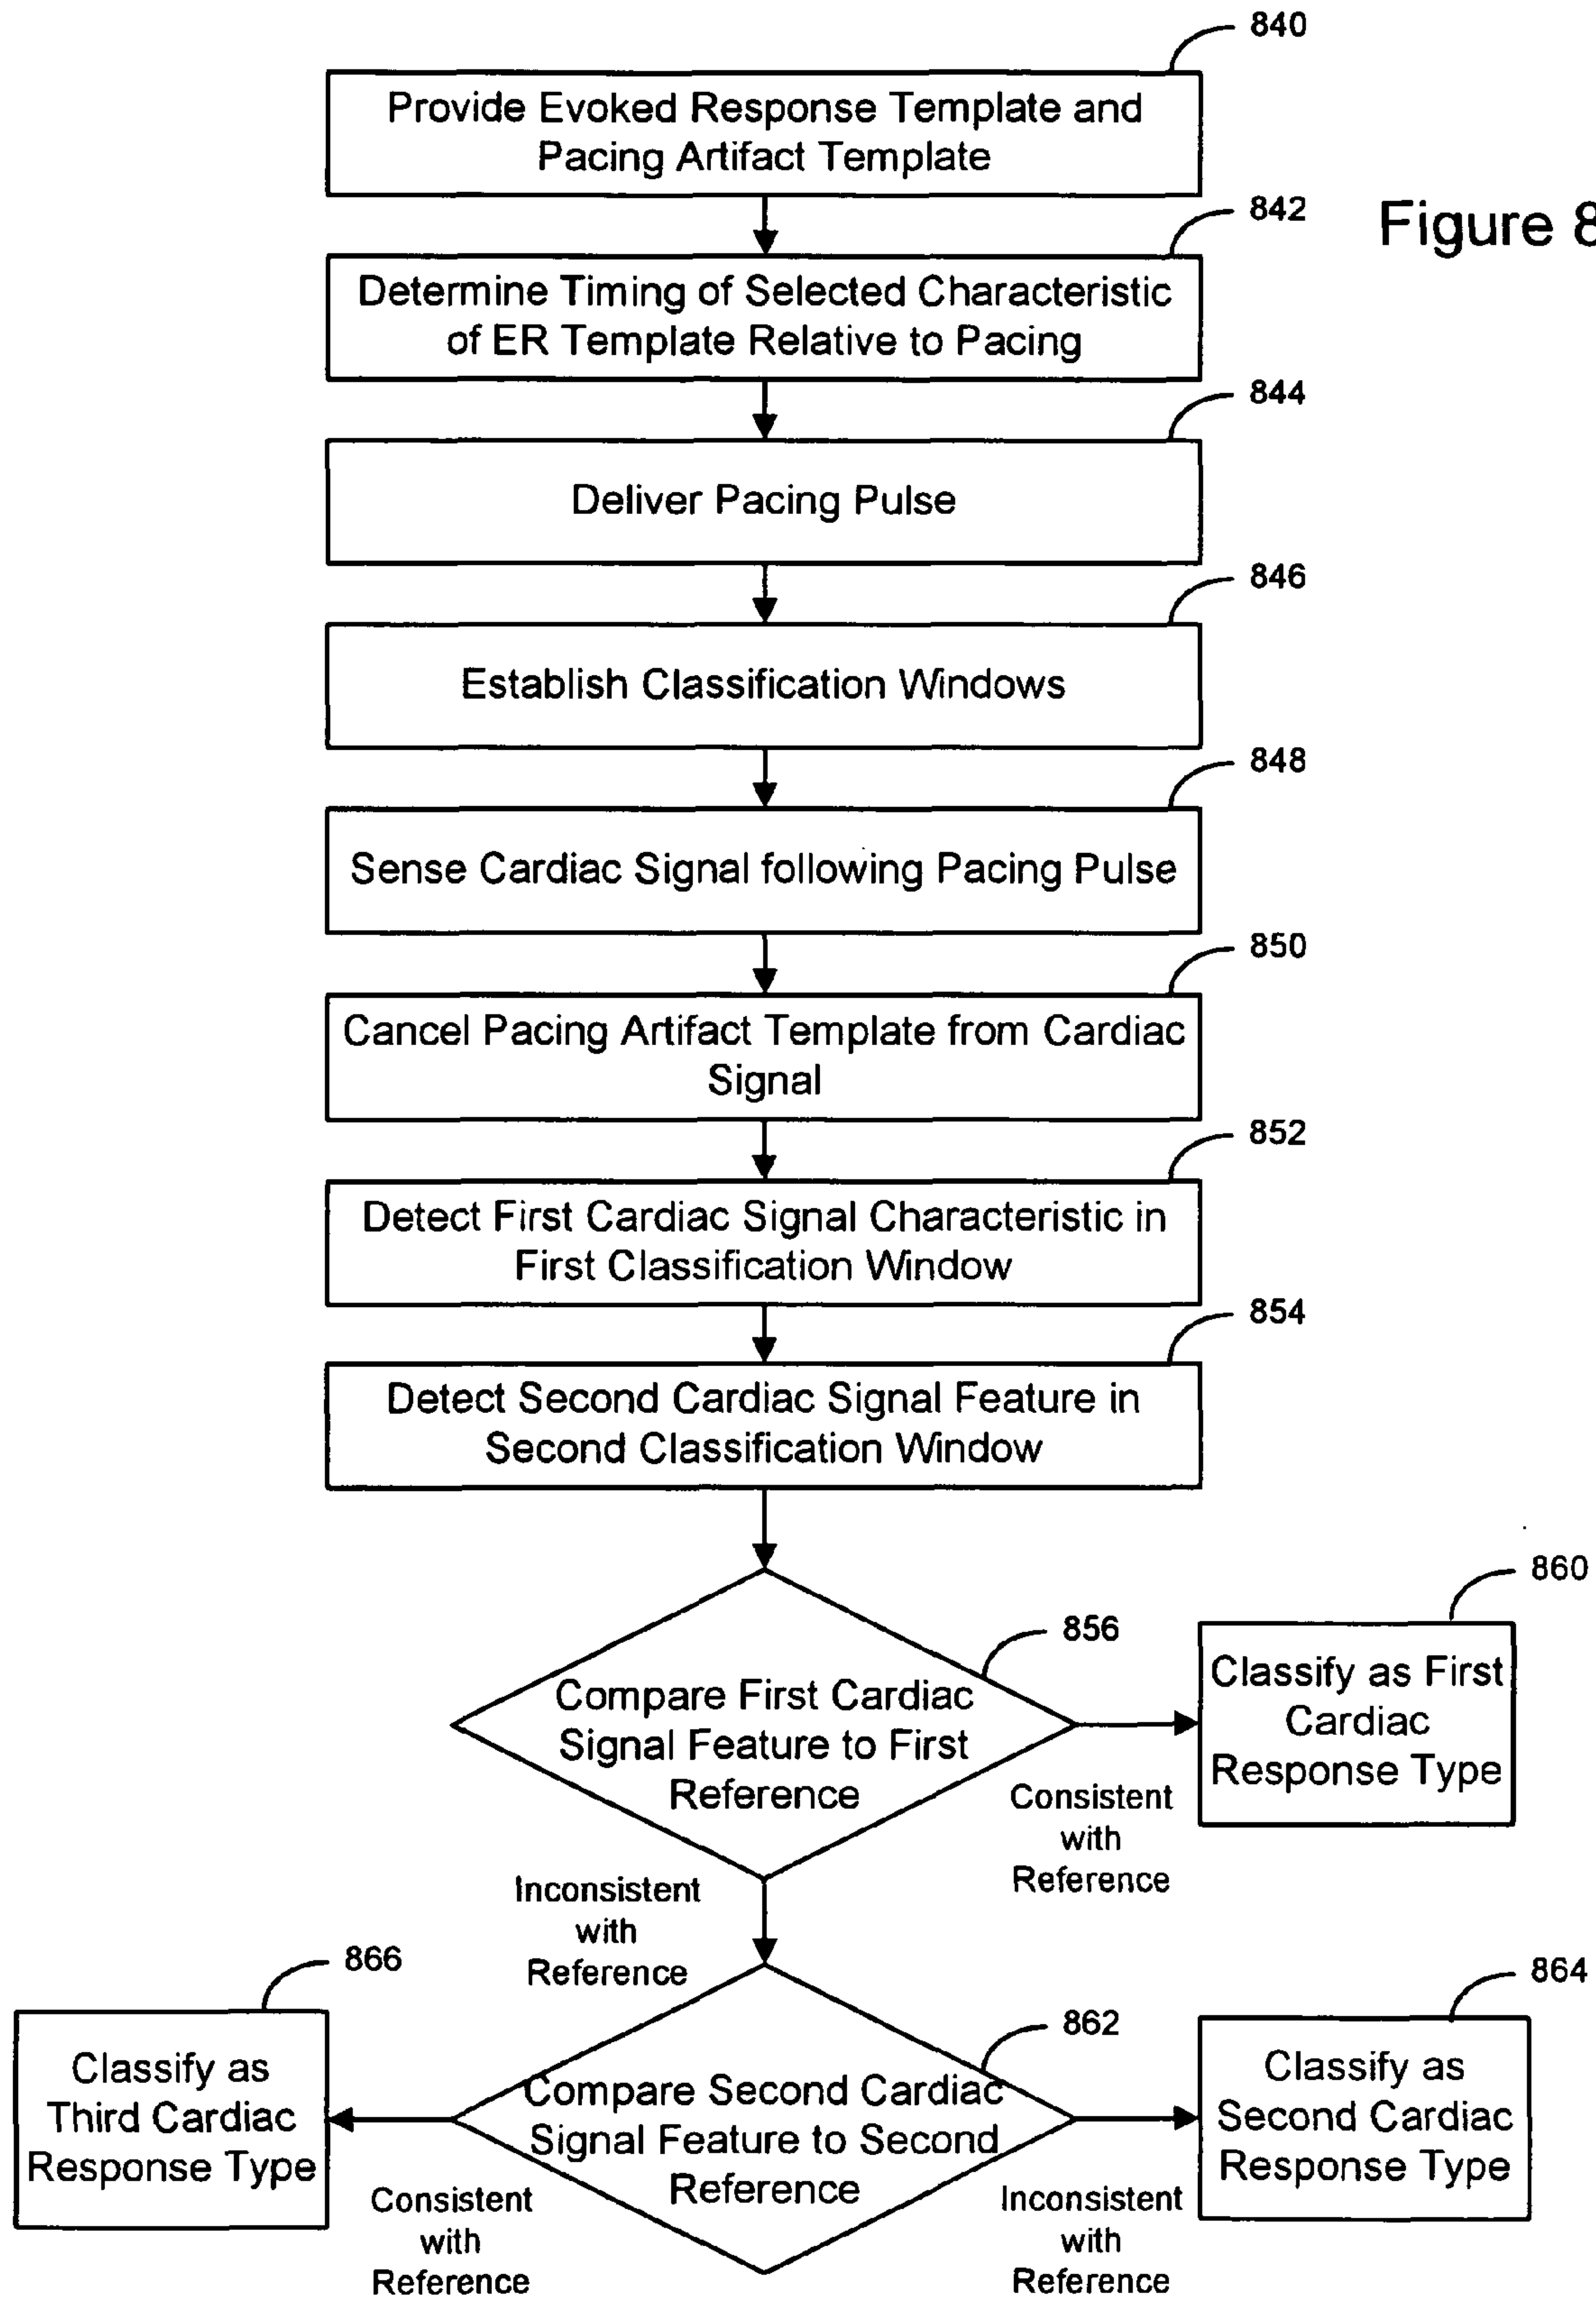 840
Provide Evoked Response Template and
Pacing Artifact Template
842
Figure 8
Determine Timing of Selected Characteristic
of ER Template Relative to Pacing
844
Deliver Pacing Pulse
846
Establish Classification Windows
848
Sense Cardiac Signal following Pacing Pulse
850
Cancel Pacing Artifact Template from Cardiac
Signal
852
Detect First Cardiac Signal Characteristic in
First Classification Window
854
Detect Second Cardiac Signal Feature in
Second Classification Window
856
Compare First Cardiac
Signal Feature to First
Reference
860
Classify as First
Cardiac
Response Type
Consistent
with
Reference
Inconsistent
with
Reference
866
Classify as
Third Cardiac
Response Type
862
Compare Second Cardiac
Signal Feature to Second
Reference
864
Classify as
Second Cardiac
Response Type
Consistent
with
Reference
Inconsistent
with
Reference